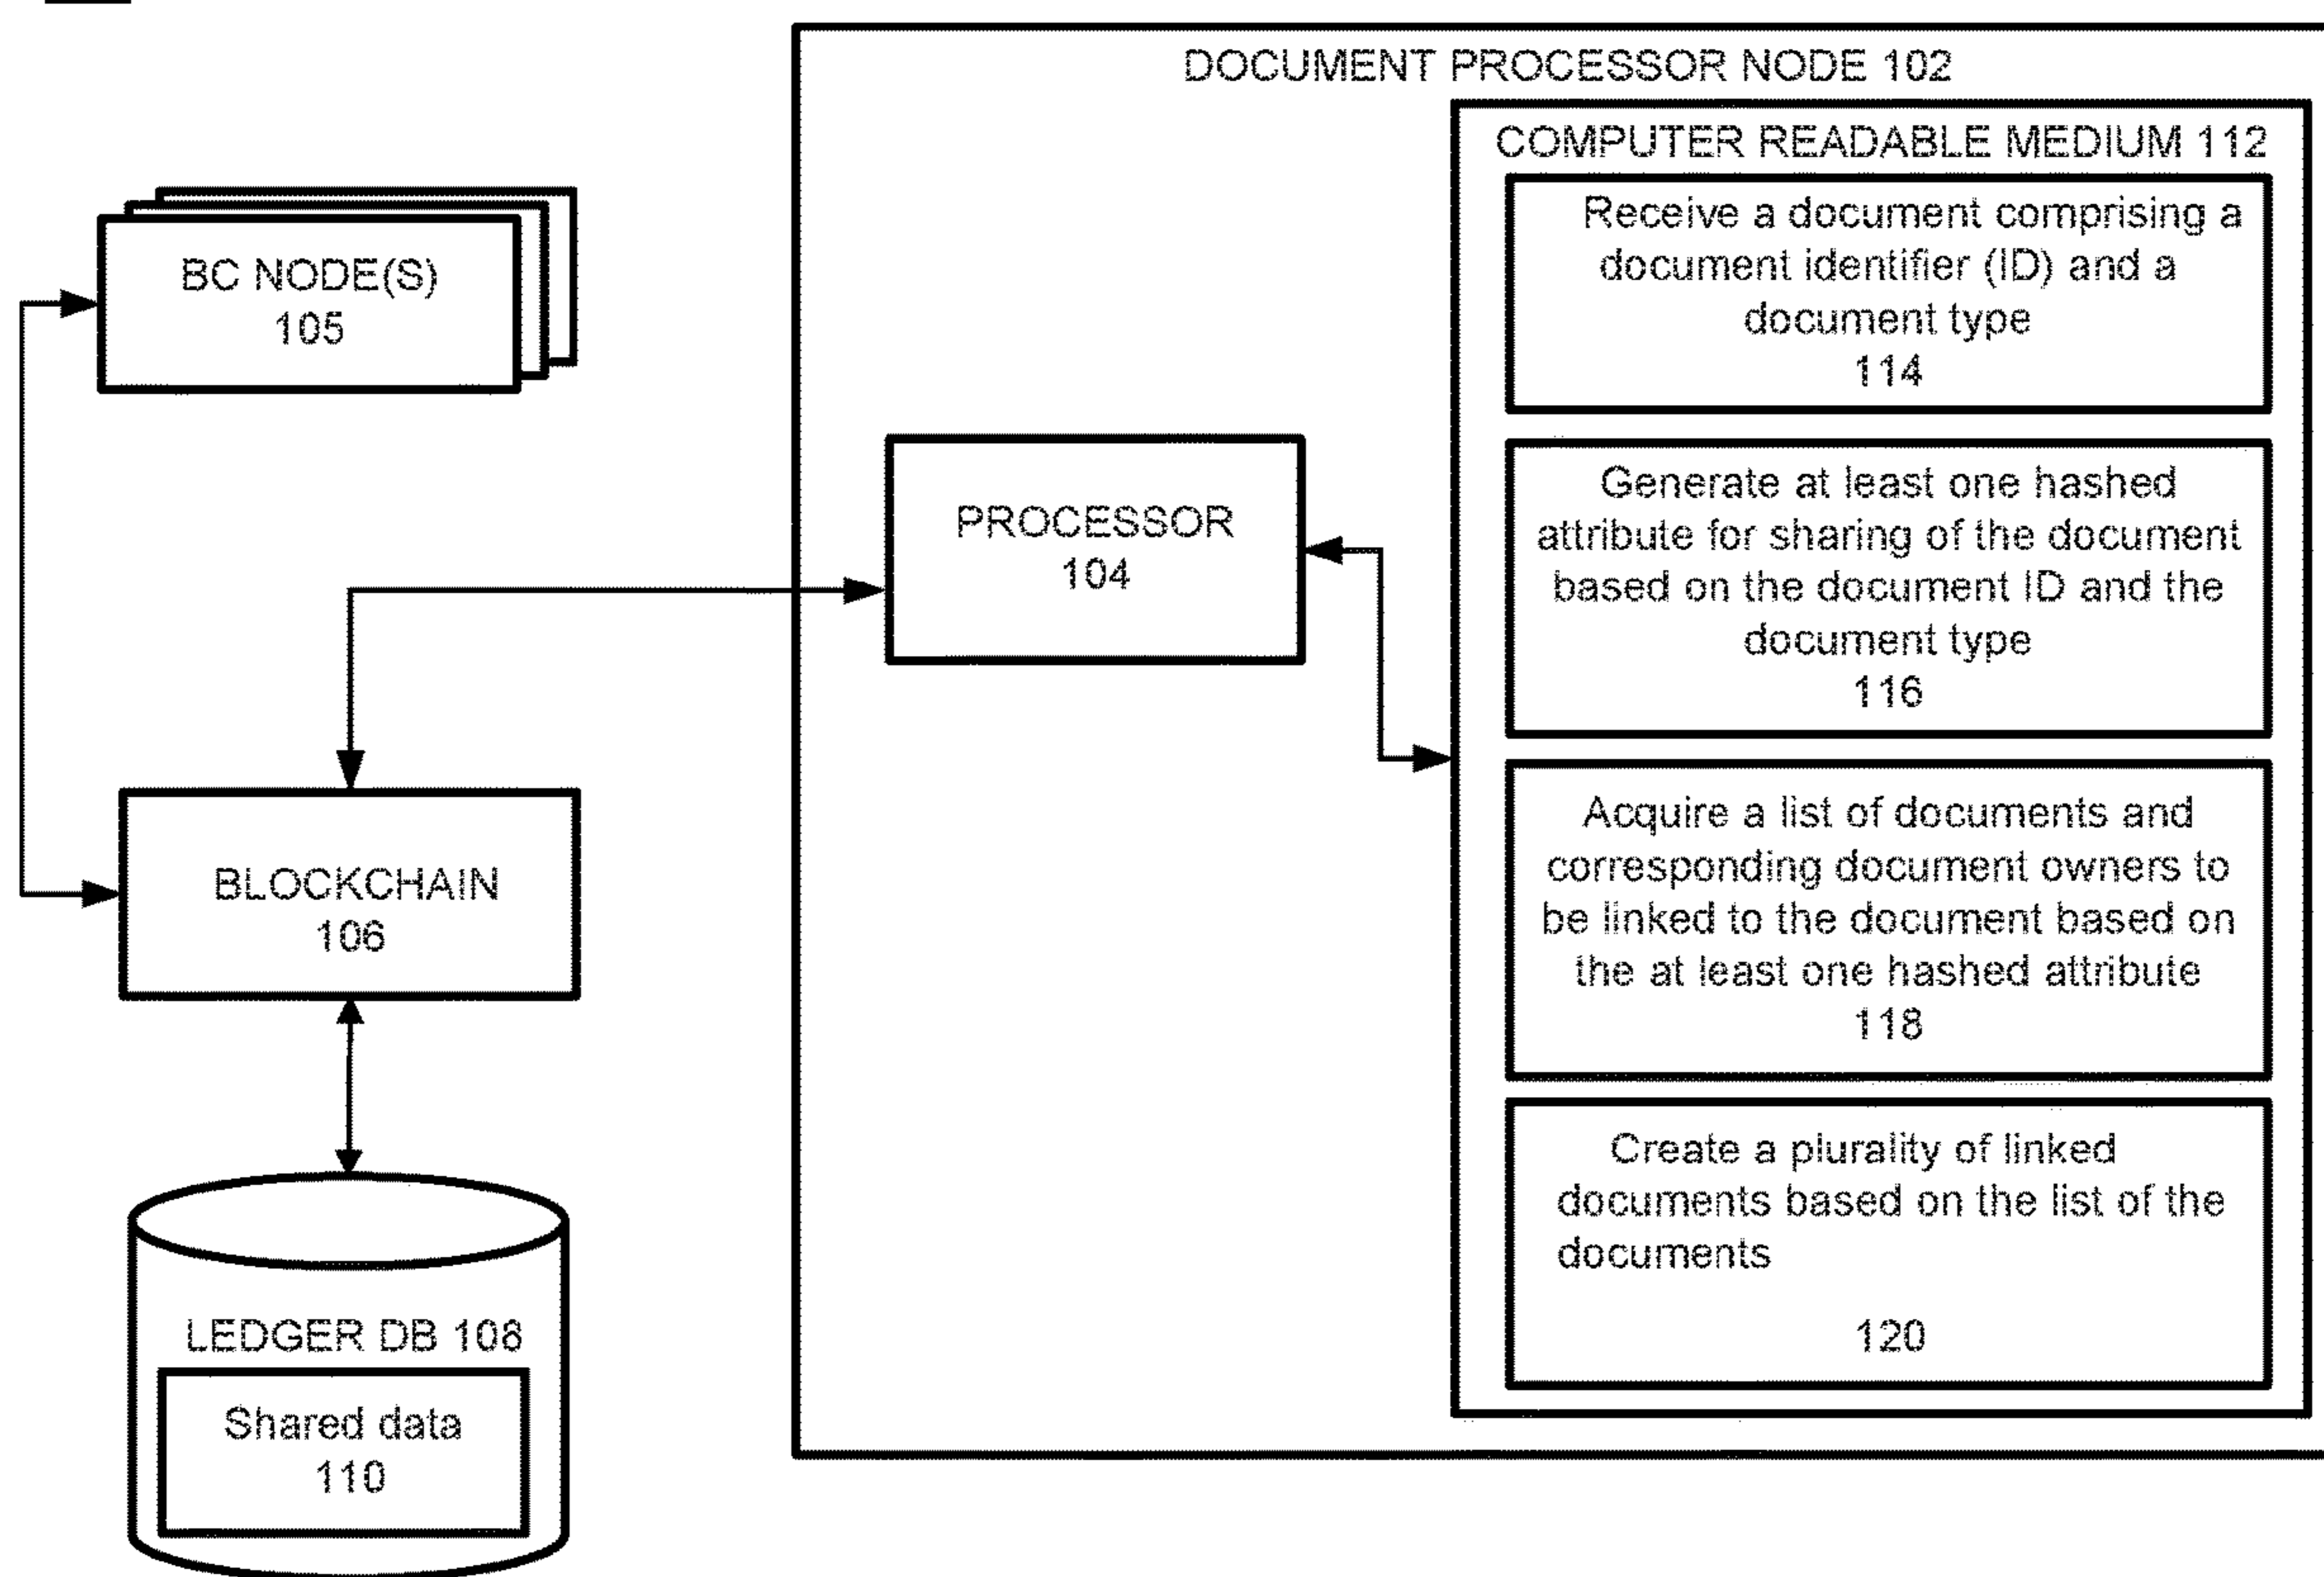 DOCUMENT PROCESSOR NODE 102
COMPUTER READABLE MEDIUM 112
Receive a document comprising a
document identifier (ID) and a
document type
114
Generate at least one hashed
attribute for sharing of the document
based on the document ID and the
document type
116
Acquire a list of documents and
corresponding document owners to
be linked to the document based on
the at least one hashed attribute
118
Create a plurality of linked
documents based on the list of the
documents
120
PROCESSOR
104
BC NODE(S)
105
BLOCKCHAIN
106
LEDGER DB 108
Shared data
110